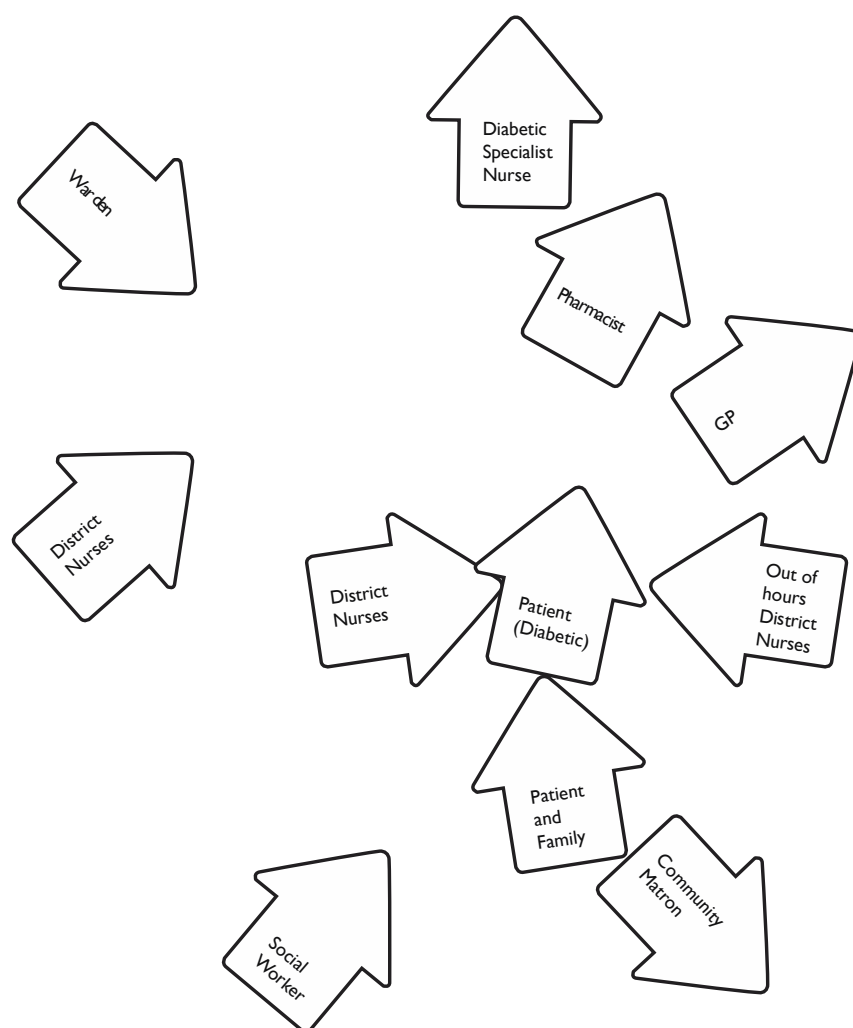 Diabetic
Specialist
Nurse
Warden
Pharmacist
GP
District
Nurses
District
Nurses
Patient
(Diabetic)
Out of
hours
District
Nurses
Patient
and
Family
Community
Matron
Social
Worker